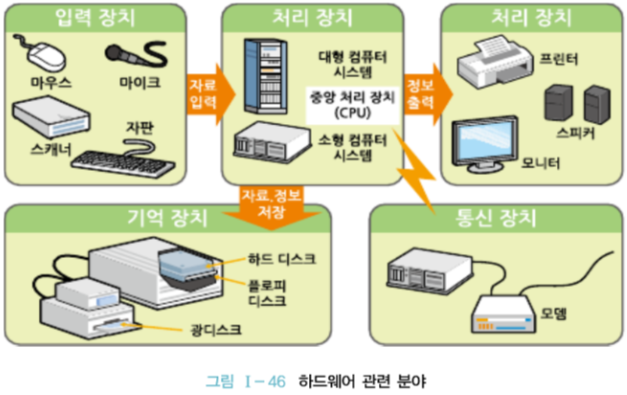 입력 장치
마우스
마이크
스캐너
자판
자료
입력
처리 장치
대형 컴퓨터
시스템
중앙 처리 장치
(CPU)
소형 컴퓨터
시스템
정보
출력
처리 장치
프린터
스피커
모니터
자료·정보
저장
기억 장치
하드 디스크
플로피
디스크
광디스크
통신 장치
모뎀
그림 Ⅰ-46 하드웨어 관련 분야